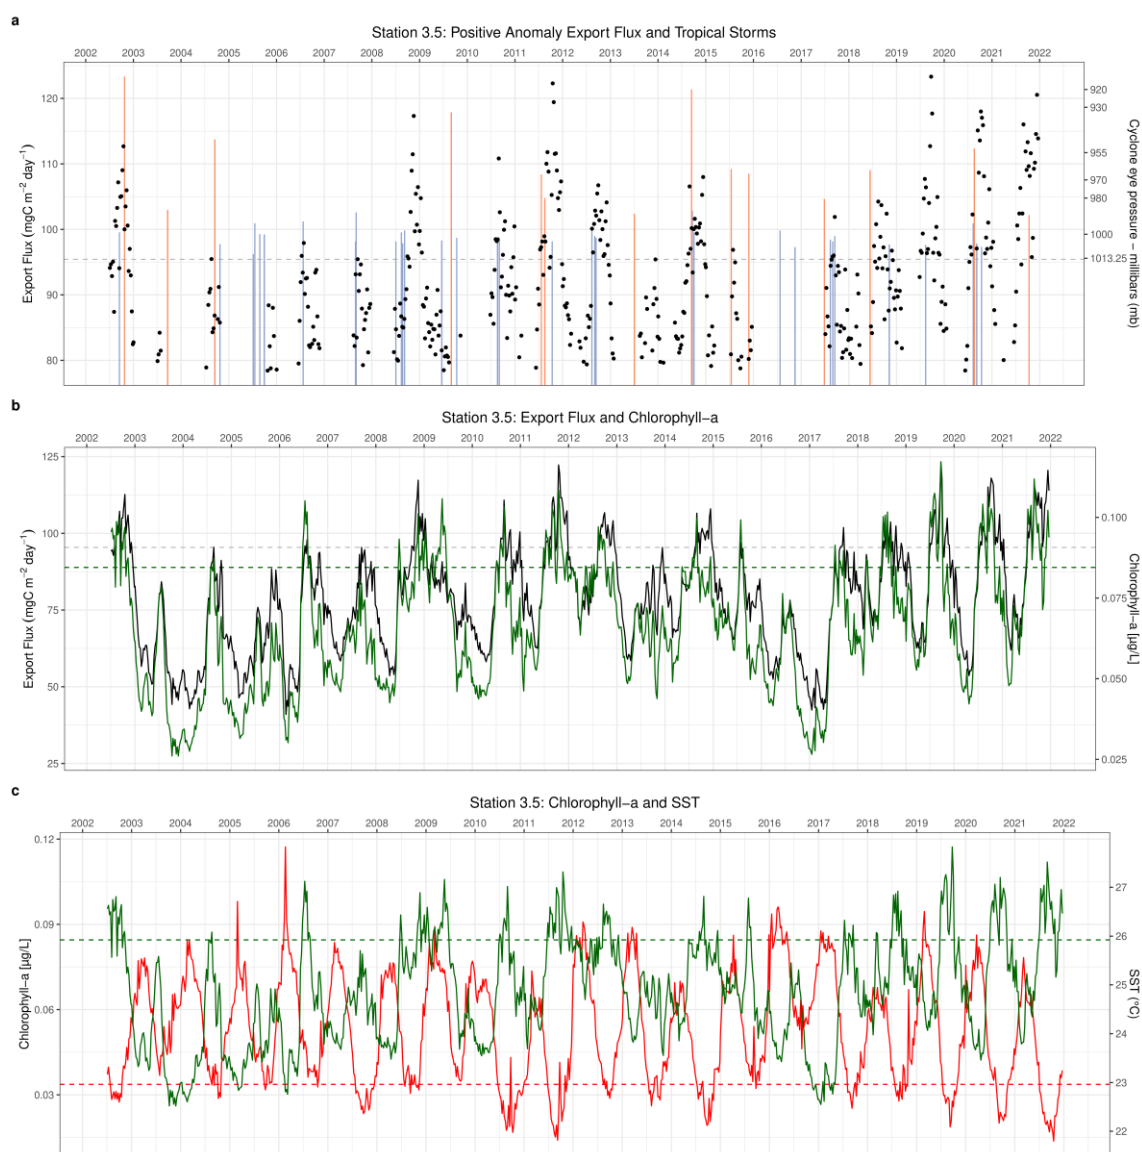 a
Station 3.5: Positive Anomaly Export Flux and Tropical Storms
2002 2003 2004 2005 2006 2007 2008 2009 2010 2011 2012 2013 2014 2015 2016 2017 2018 2019 2020 2021 2022
Export Flux (mgC m−2 day−1)
120
110
100
90
80
920
930
955
970
980
1000
1013.25
Cyclone eye pressure − millibars (mb)
b
Station 3.5: Export Flux and Chlorophyll−a
2002 2003 2004 2005 2006 2007 2008 2009 2010 2011 2012 2013 2014 2015 2016 2017 2018 2019 2020 2021 2022
Export Flux (mgC m−2 day−1)
125
100
75
50
25
0.100
0.075
0.050
0.025
Chlorophyll−a [µg/L]
c
Station 3.5: Chlorophyll−a and SST
2002 2003 2004 2005 2006 2007 2008 2009 2010 2011 2012 2013 2014 2015 2016 2017 2018 2019 2020 2021 2022
Chlorophyll−a [µg/L]
0.12
0.09
0.06
0.03
27
26
25
24
23
22
SST (°C)